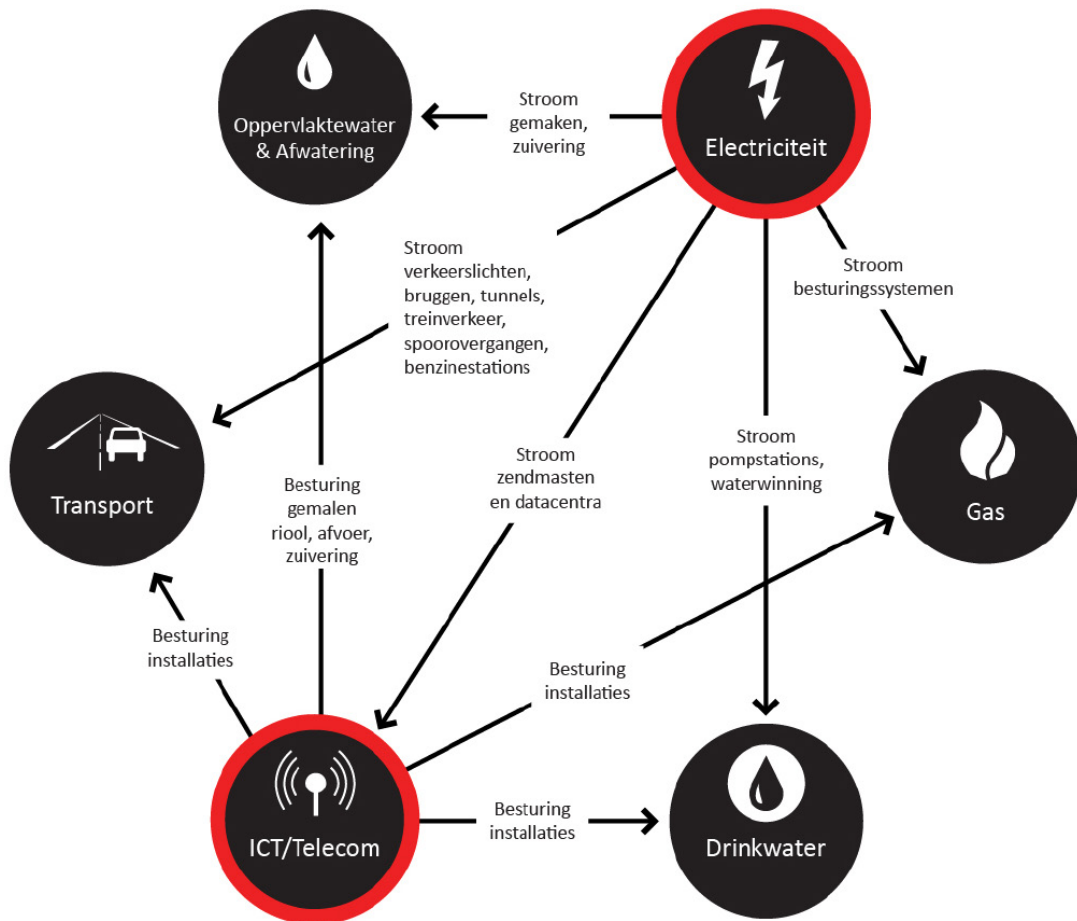 Oppervlaktewater
& Afwatering
Stroom
gemaken,
zuivering
Electriciteit
Stroom
verkeerslichten,
bruggen, tunnels,
treinverkeer,
spoorovergangen,
benzinestations
Stroom
besturingssystemen
Transport
Besturing
gemalen
riool, afvoer,
zuivering
Stroom
zendmasten
en datacentra
Stroom
pompstations,
waterwinning
Gas
Besturing
installaties
Besturing
installaties
ICT/Telecom
Besturing
installaties
Drinkwater